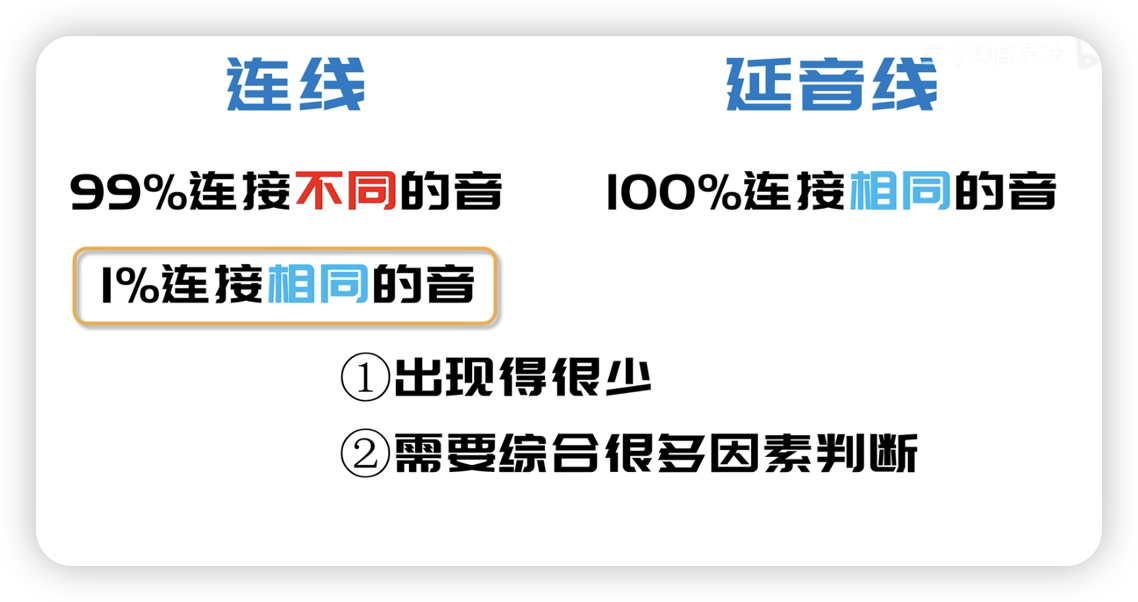 连线
延音线
99%连接不同的音
100%连接相同的音
1%连接相同的音
①出现得很少
②需要综合很多因素判断